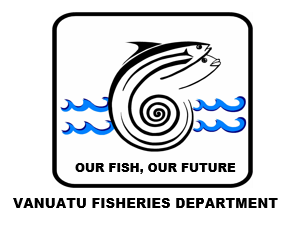 OUR FISH, OUR FUTURE
VANUATU FISHERIES DEPARTMENT